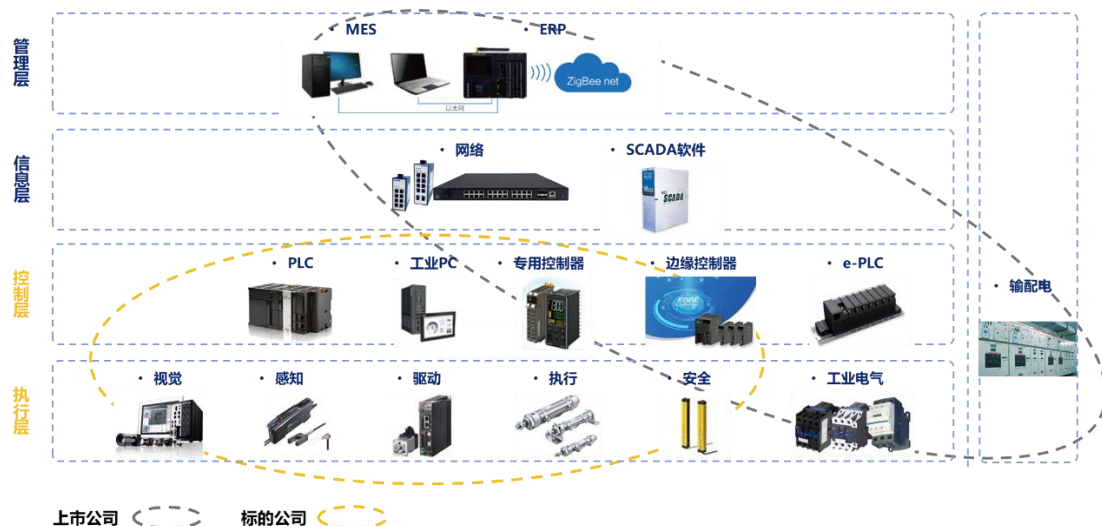 管理层
• MES
• ERP
ZigBee net
以太网
信息层
• 网络
• SCADA软件
SCADA
控制层
• PLC
• 工业PC
• 专用控制器
• 边缘控制器
• e-PLC
• 输配电
EDGE
执行层
• 视觉
• 感知
• 驱动
• 执行
• 安全
• 工业电气
上市公司
标的公司